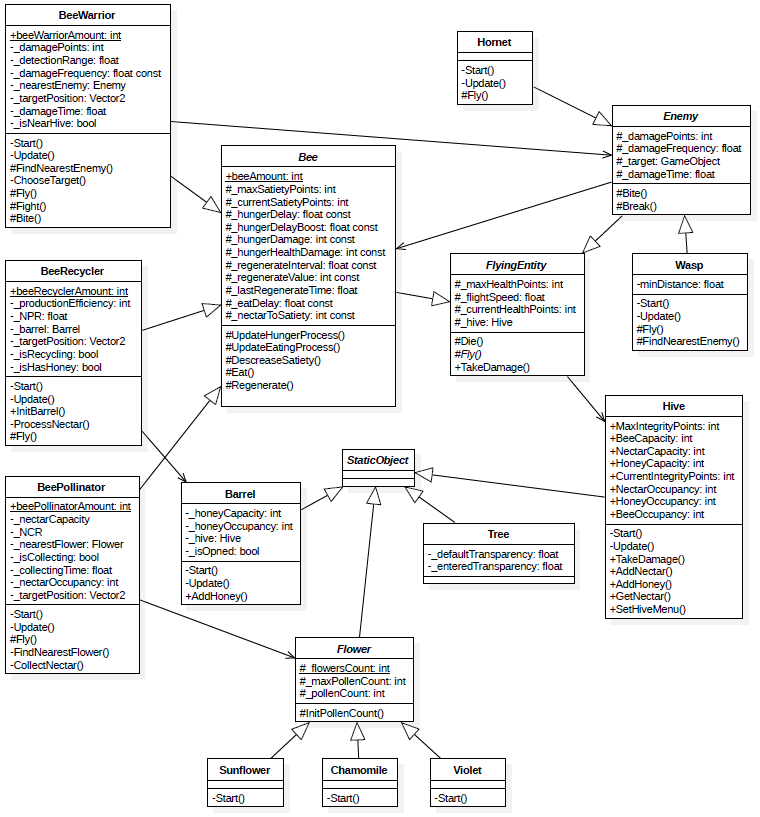 BeeWarrior
+beeWarriorAmount: int
-_damagePoints: int
-_detectionRange: float
-_damageFrequency: float const
-_nearestEnemy: Enemy
-_targetPosition: Vector2
-_damageTime: float
-_isNearHive: bool
-Start()
-Update()
#FindNearestEnemy()
-ChooseTarget()
#Fly()
#Fight()
#Bite()
Hornet
-Start()
-Update()
#Fly()
Enemy
#_damagePoints: int
#_damageFrequency: float
#_target: GameObject
#_damageTime: float
#Bite()
#Break()
Bee
+beeAmount: int
#_maxSatietyPoints: int
#_currentSatietyPoints: int
#_hungerDelay: float const
#_hungerDelayBoost: float const
#_hungerDamage: int const
#_hungerHealthDamage: int const
#_regenerateInterval: float const
#_regenerateValue: int const
#_lastRegenerateTime: float
#_eatDelay: float const
#_nectarToSatiety: int const
#UpdateHungerProcess()
#UpdateEatingProcess()
#DescreaseSatiety()
#Eat()
#Regenerate()
FlyingEntity
#_maxHealthPoints: int
#_flightSpeed: float
#_currentHealthPoints: int
#_hive: Hive
#Die()
#Fly()
+TakeDamage()
Wasp
-minDistance: float
-Start()
-Update()
#Fly()
#FindNearestEnemy()
BeeRecycler
+beeRecyclerAmount: int
-_productionEfficiency: int
-_NPR: float
-_barrel: Barrel
-_targetPosition: Vector2
-_isRecycling: bool
-_isHasHoney: bool
-Start()
-Update()
+InitBarrel()
-ProcessNectar()
#Fly()
Hive
+MaxIntegrityPoints: int
+BeeCapacity: int
+NectarCapacity: int
+HoneyCapacity: int
+CurrentIntegrityPoints: int
+NectarOccupancy: int
+HoneyOccupancy: int
+BeeOccupancy: int
-Start()
-Update()
+TakeDamage()
+AddNectar()
+AddHoney()
+GetNectar()
+SetHiveMenu()
StaticObject
BeePollinator
+beePollinatorAmount: int
-_nectarCapacity
-_NCR
-_nearestFlower: Flower
-_isCollecting: bool
-_collectingTime: float
-_nectarOccupancy: int
-_targetPosition: Vector2
-Start()
-Update()
#Fly()
-FindNearestFlower()
-CollectNectar()
Barrel
-_honeyCapacity: int
-_honeyOccupancy: int
-_hive: Hive
-_isOpned: bool
-Start()
-Update()
+AddHoney()
Tree
-_defaultTransparency: float
-_enteredTransparency: float
Flower
#_flowersCount: int
#_maxPollenCount: int
#_pollenCount: int
#InitPollenCount()
Sunflower
-Start()
Chamomile
-Start()
Violet
-Start()